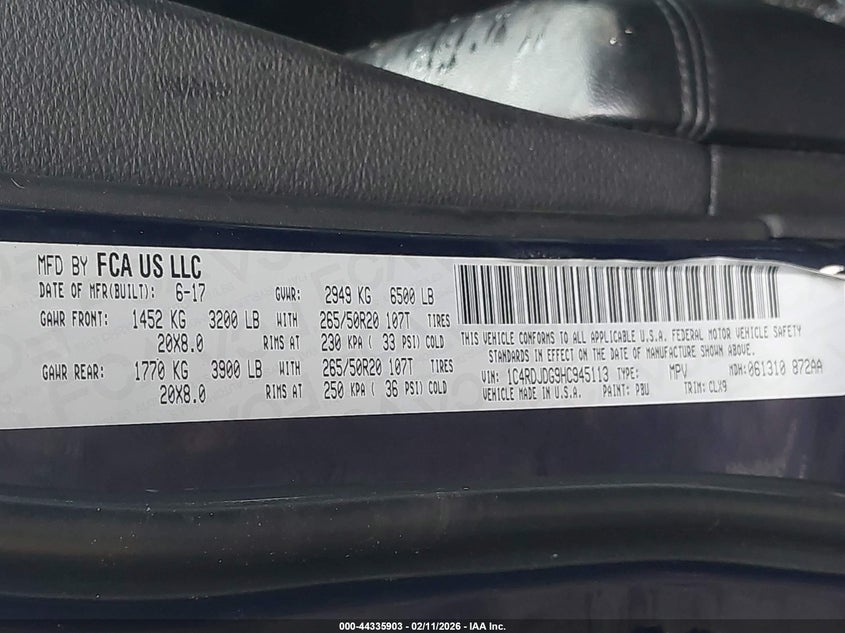 MFD BY FCA US LLC
DATE OF MFR(BUILT): 6-17 GVWR: 2949 KG 6500 LB
GAWR FRONT: 1452 KG 3200 LB WITH 265/50R20 107T TIRES
20X8.0 RIMS AT 230 KPA ( 33 PSI) COLD
GAWR REAR: 1770 KG 3900 LB WITH 265/50R20 107T TIRES
20X8.0 RIMS AT 250 KPA ( 36 PSI) COLD
THIS VEHICLE CONFORMS TO ALL APPLICABLE U.S.A. FEDERAL MOTOR VEHICLE SAFETY
STANDARDS IN EFFECT ON THE DATE OF MANUFACTURE SHOWN ABOVE.
VIN: 1C4RDJDG9HC945113 TYPE: MPV MDH: 061310 872AA
VEHICLE MADE IN U.S.A. PAINT: PBU TRIM: CLX9
000-44335903 - 02/11/2026 - IAA Inc.